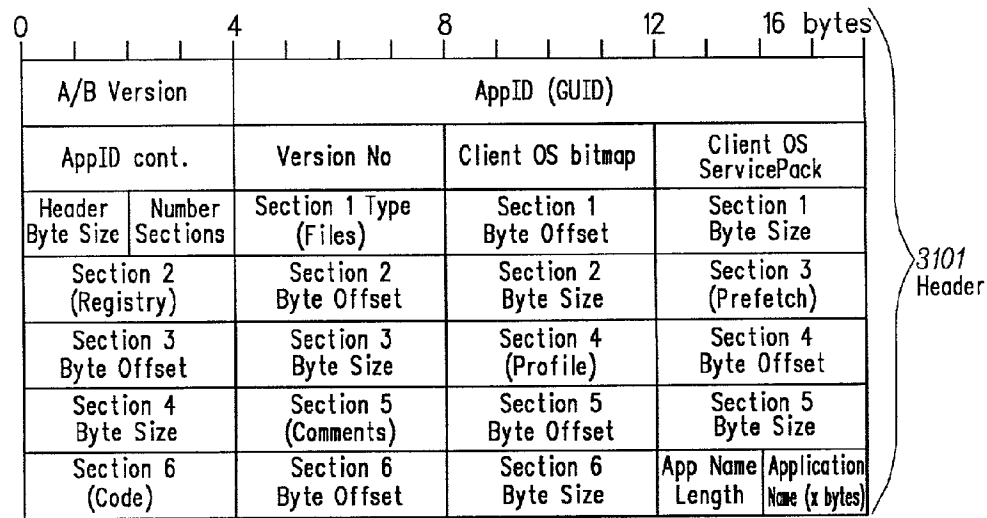 0 4 8 12 16 bytes
A/B Version AppID (GUID)
AppID cont. Version No Client OS bitmap Client OS ServicePack
Header Byte Size Number Sections Section 1 Type (Files) Section 1 Byte Offset Section 1 Byte Size
Section 2 (Registry) Section 2 Byte Offset Section 2 Byte Size Section 3 (Prefetch)
Section 3 Byte Offset Section 3 Byte Size Section 4 (Profile) Section 4 Byte Offset
Section 4 Byte Size Section 5 (Comments) Section 5 Byte Offset Section 5 Byte Size
Section 6 (Code) Section 6 Byte Offset Section 6 Byte Size App Name Length Application Name (x bytes)
3101
Header